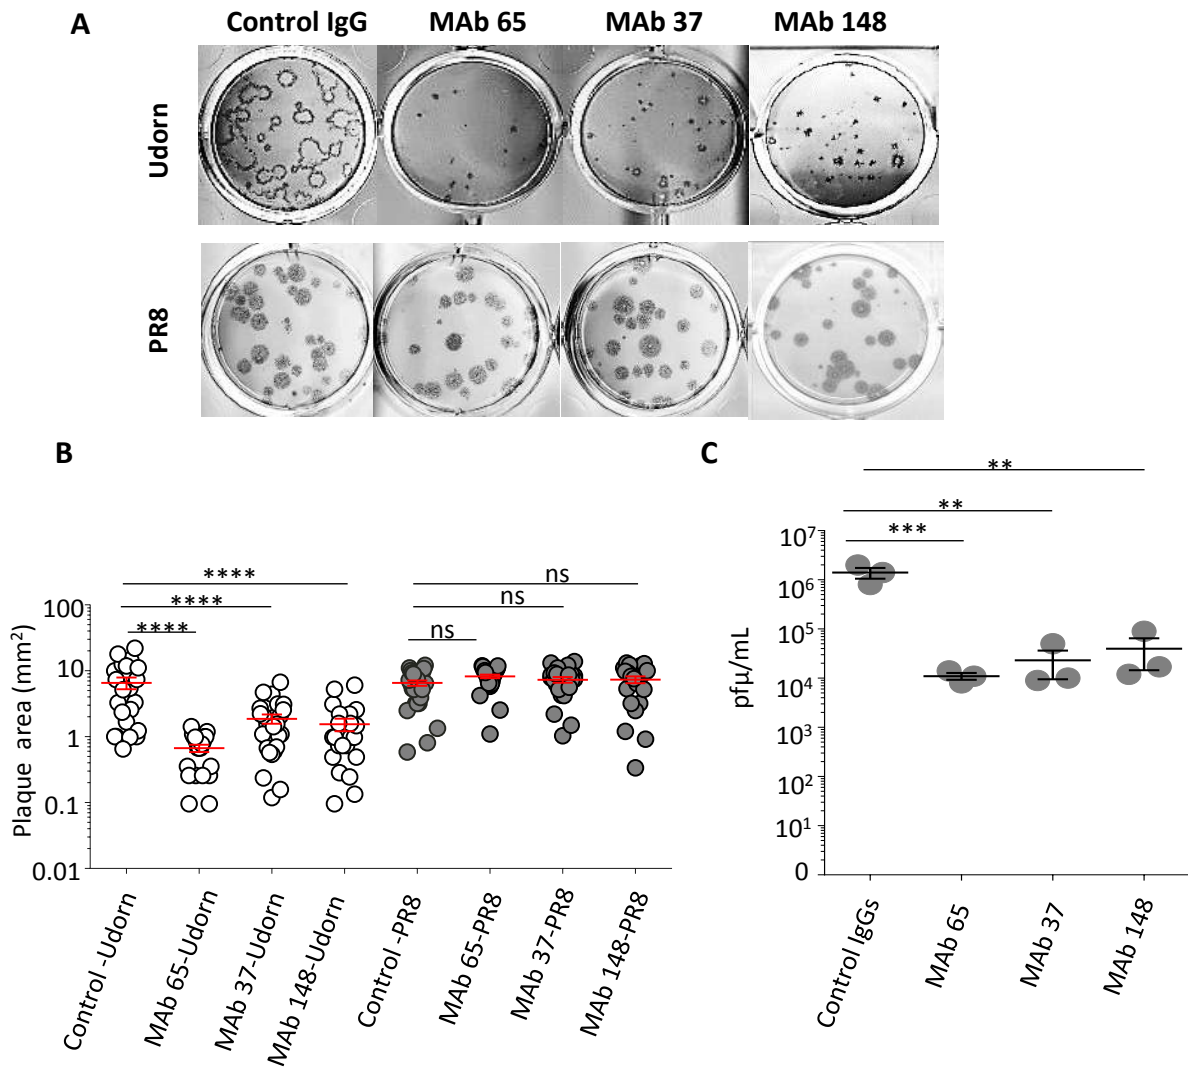 A
Control IgG MAb 65 MAb 37 MAb 148
Udorn
PR8
B
C
**
**
***
****
****
****
ns
ns
ns
Plaque area (mm²)
100
10
1
0.1
0.01
Control -Udorn
MAb 65-Udorn
MAb 37-Udorn
MAb 148-Udorn
Control -PR8
MAb 65-PR8
MAb 37-PR8
MAb 148-PR8
pfµ/mL
10⁷
10⁶
10⁵
10⁴
10³
10²
10¹
0
Control IgGs
MAb 65
MAb 37
MAb 148